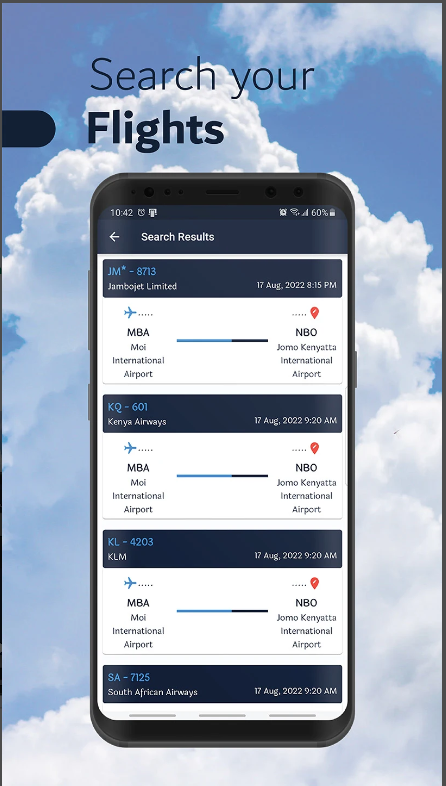 Search your
Flights
10:42 60%
Search Results
JM* - 8713
Jambojet Limited 17 Aug, 2022 8:15 PM
MBA NBO
Moi Jomo Kenyatta
International International
Airport Airport
KQ - 601
Kenya Airways 17 Aug, 2022 9:20 AM
MBA NBO
Moi Jomo Kenyatta
International International
Airport Airport
KL - 4203
KLM 17 Aug, 2022 9:20 AM
MBA NBO
Moi Jomo Kenyatta
International International
Airport Airport
SA - 7125
South African Airways 17 Aug, 2022 9:20 AM